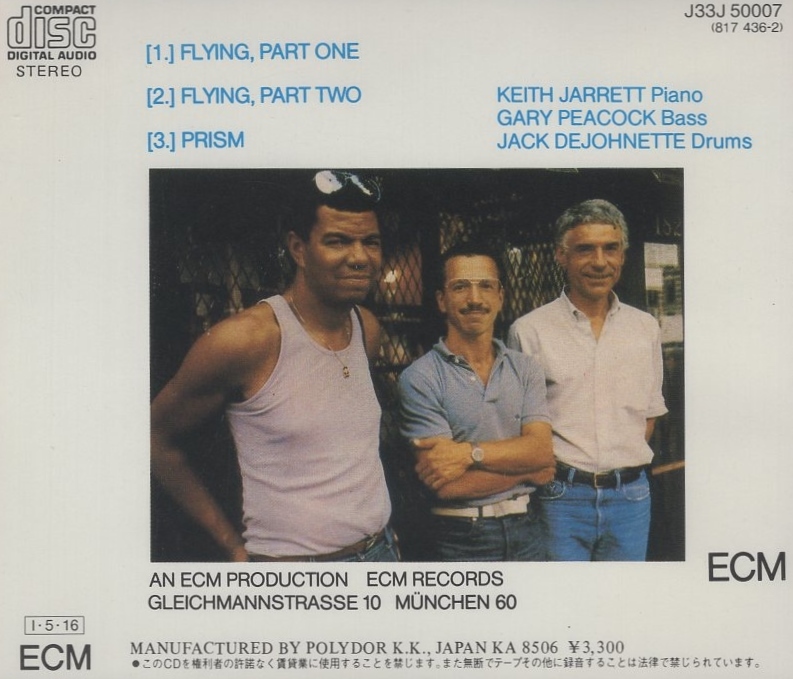 COMPACT
disc
DIGITAL AUDIO
STEREO
J33J 50007
(817 436-2)
[1.] FLYING, PART ONE
[2.] FLYING, PART TWO
[3.] PRISM
KEITH JARRETT Piano
GARY PEACOCK Bass
JACK DEJOHNETTE Drums
AN ECM PRODUCTION ECM RECORDS
GLEICHMANNSTRASSE 10 MÜNCHEN 60
ECM
I·5·16
ECM
MANUFACTURED BY POLYDOR K.K., JAPAN KA 8506 ¥3,300
●このCDを権利者の許諾なく賃貸業に使用することを禁じます。また無断でテープその他に録音することは法律で禁じられています。